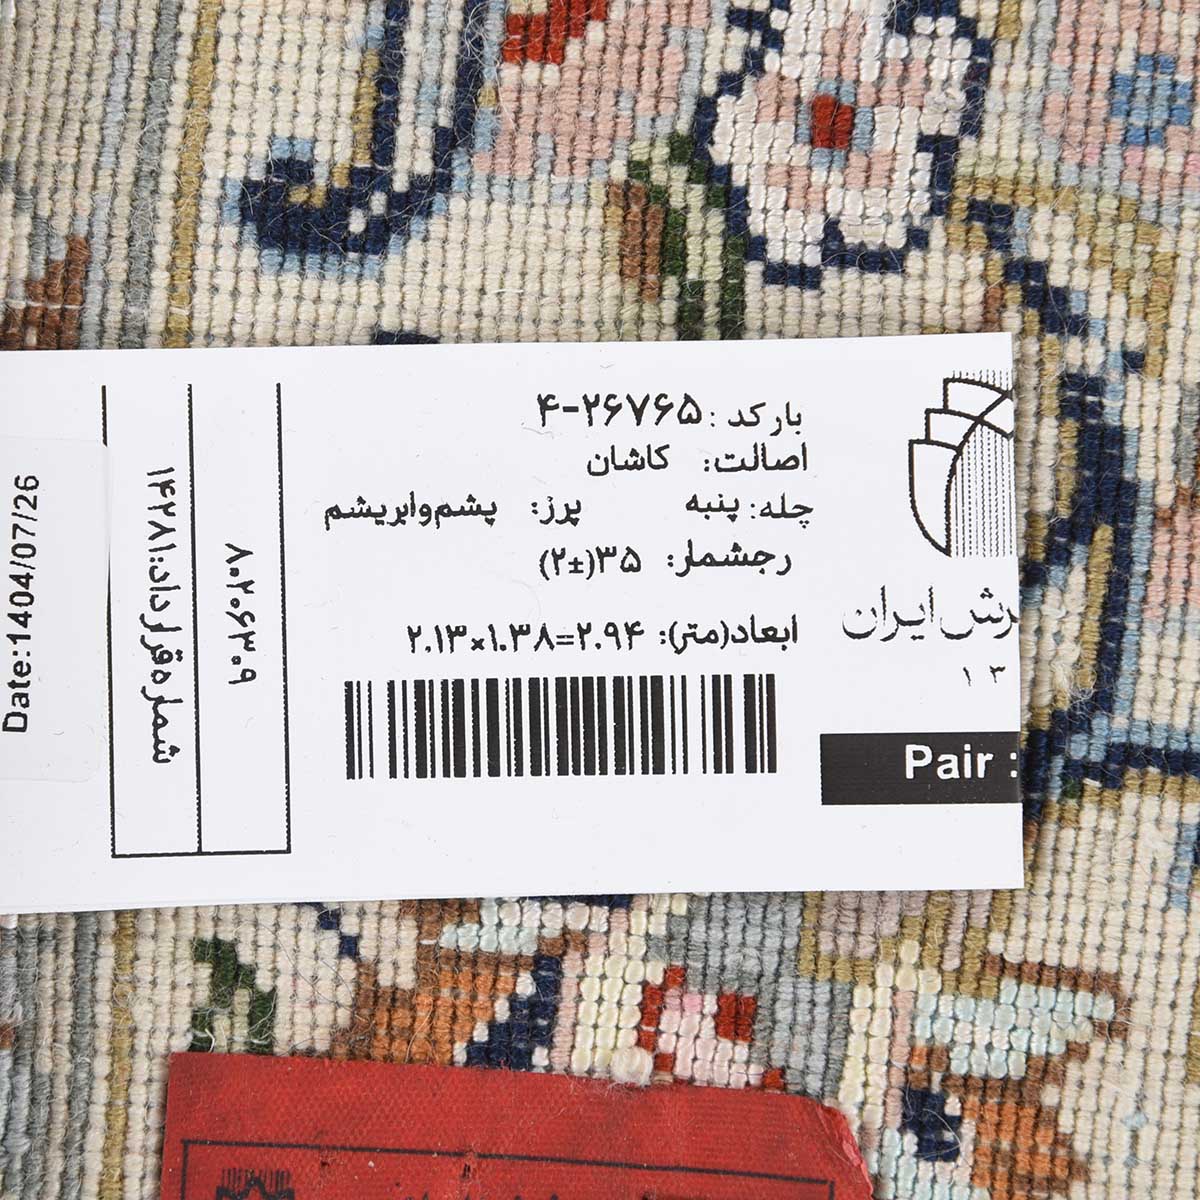 بارکد: ۴-۲۶۷۶۵
اصالت: کاشان
چله: پنبه پرز: پشم‌وابریشم
رجشمار: ۳۵(±۲)
ابعاد(متر): ۲.۱۳×۱.۳۸=۲.۹۴
رش ایران
۱۳
Pair :
۸۰۲۰۶۳۰۹
شماره قرارداد:۱۴۲۸۱
Date:1404/07/26